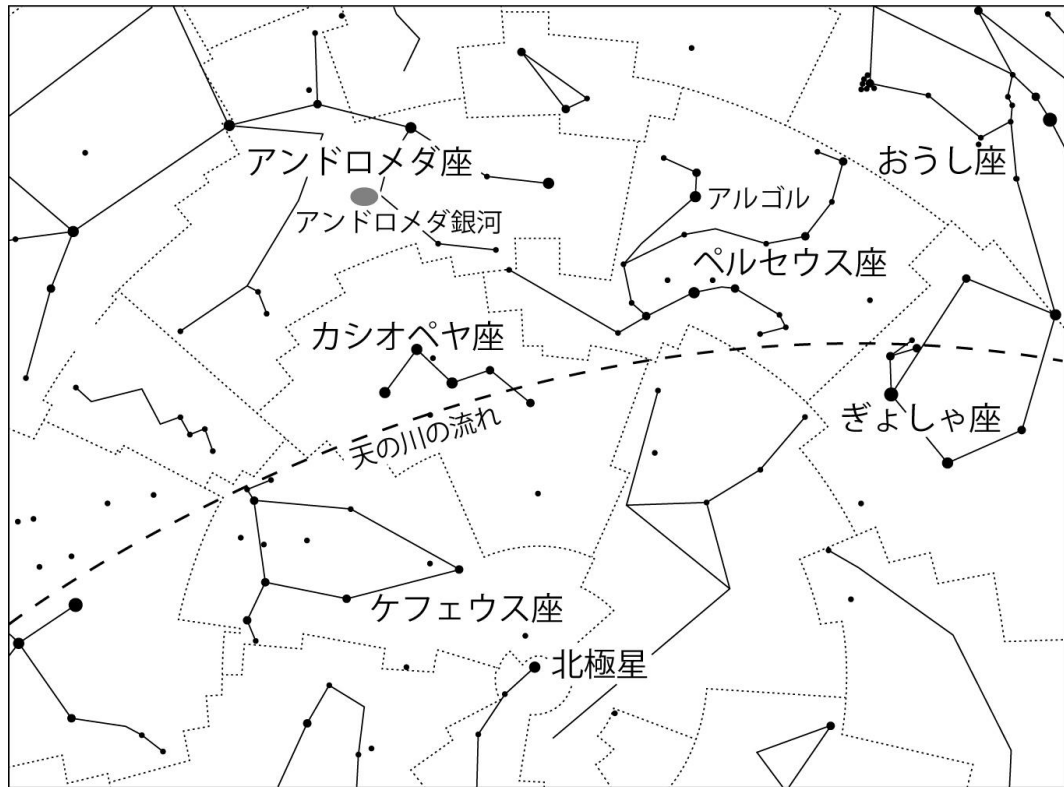 アンドロメダ座
アンドロメダ銀河
アルゴル
おうし座
ペルセウス座
カシオペヤ座
天の川の流れ
ぎょしゃ座
ケフェウス座
北極星